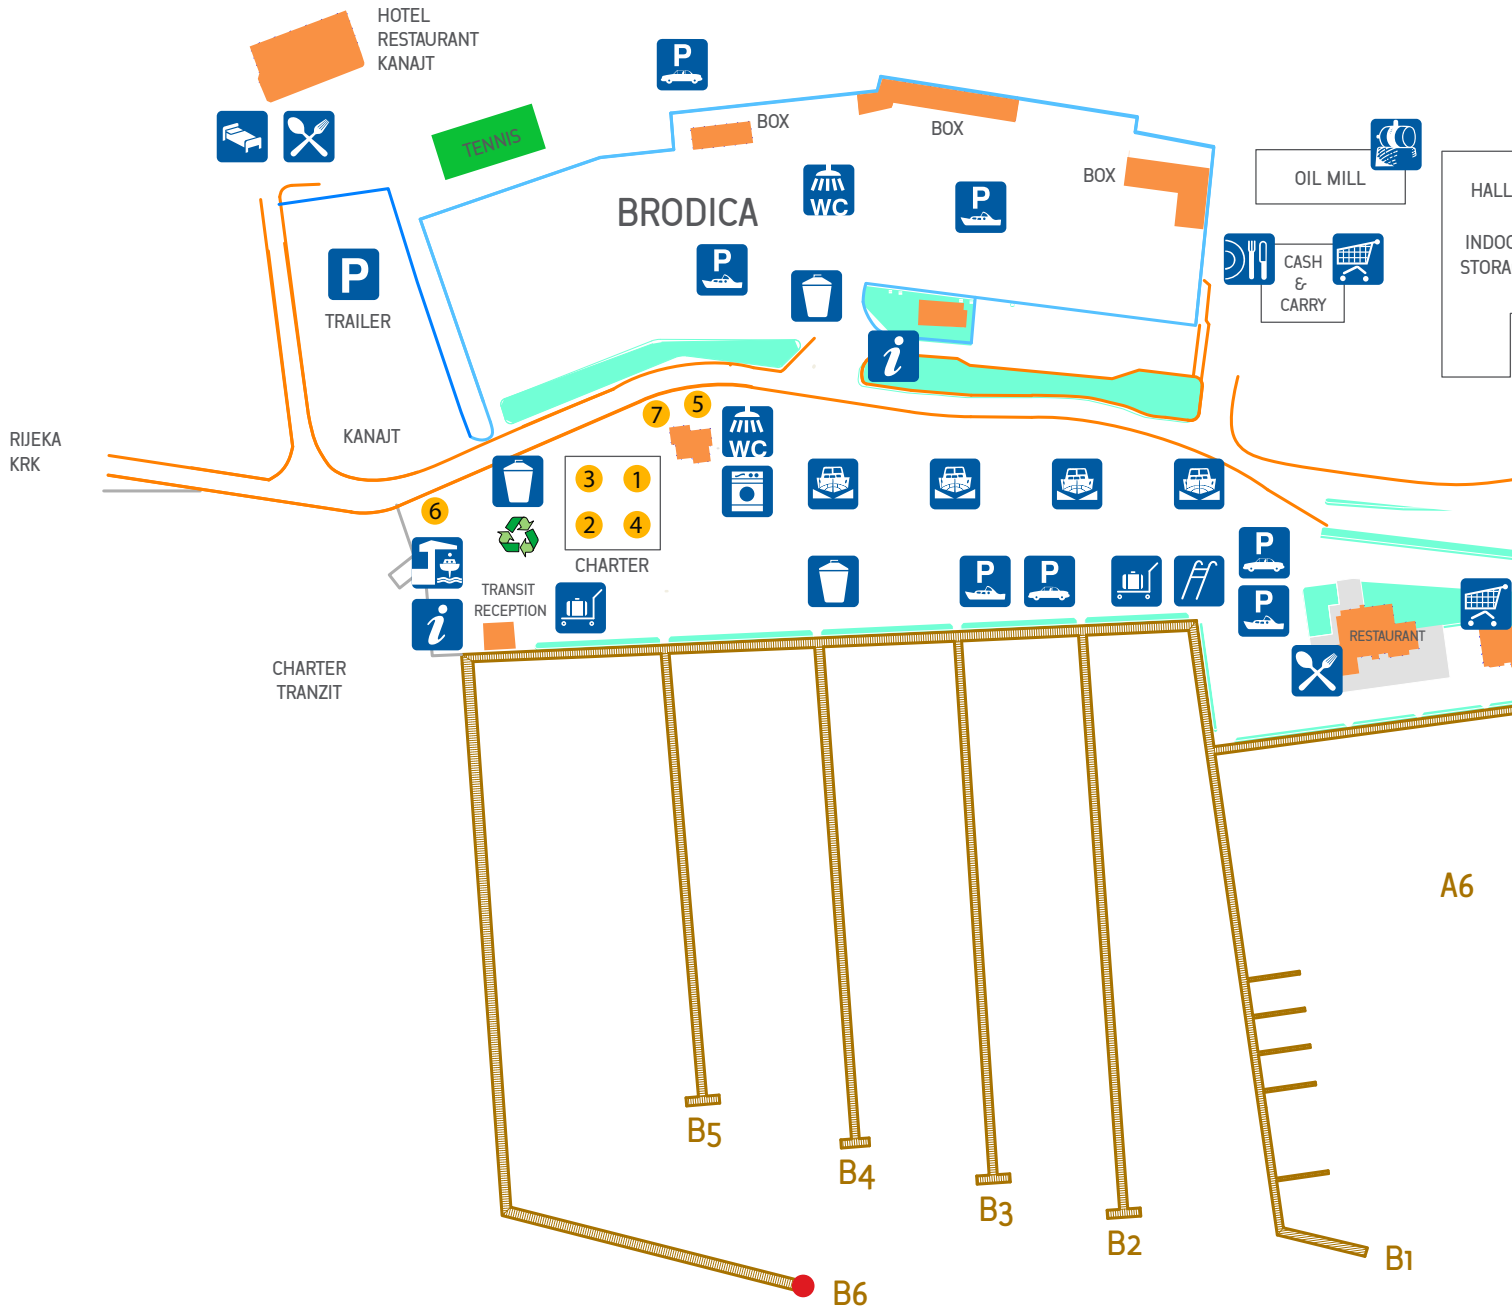 HOTEL
RESTAURANT
KANAJT
P
TENNIS
BOX
BOX
BOX
OIL MILL
HALL
WC
P
BRODICA
P
INDOO
STORA
CASH
&
CARRY
P
TRAILER
i
7
5
KANAJT
WC
RIJEKA
KRK
3
1
6
2
4
CHARTER
P
P
P
TRANSIT
RECEPTION
P
i
RESTAURANT
CHARTER
TRANZIT
A6
B5
B4
B3
B2
B1
B6